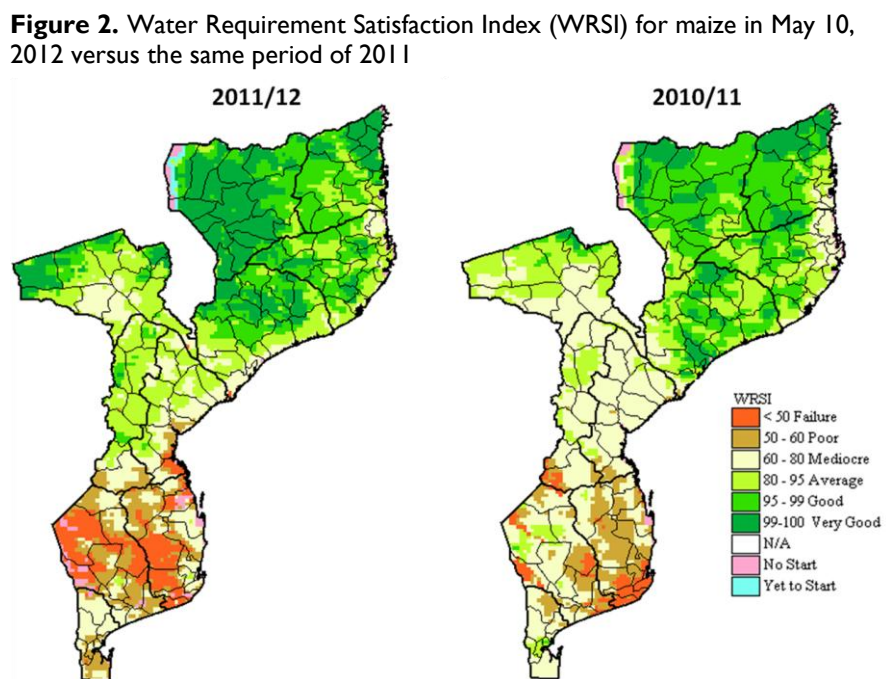 Figure 2. Water Requirement Satisfaction Index (WRSI) for maize in May 10,
2012 versus the same period of 2011
2011/12
2010/11
WRSI
< 50 Failure
50 - 60 Poor
60 - 80 Mediocre
80 - 95 Average
95 - 99 Good
99-100 Very Good
N/A
No Start
Yet to Start